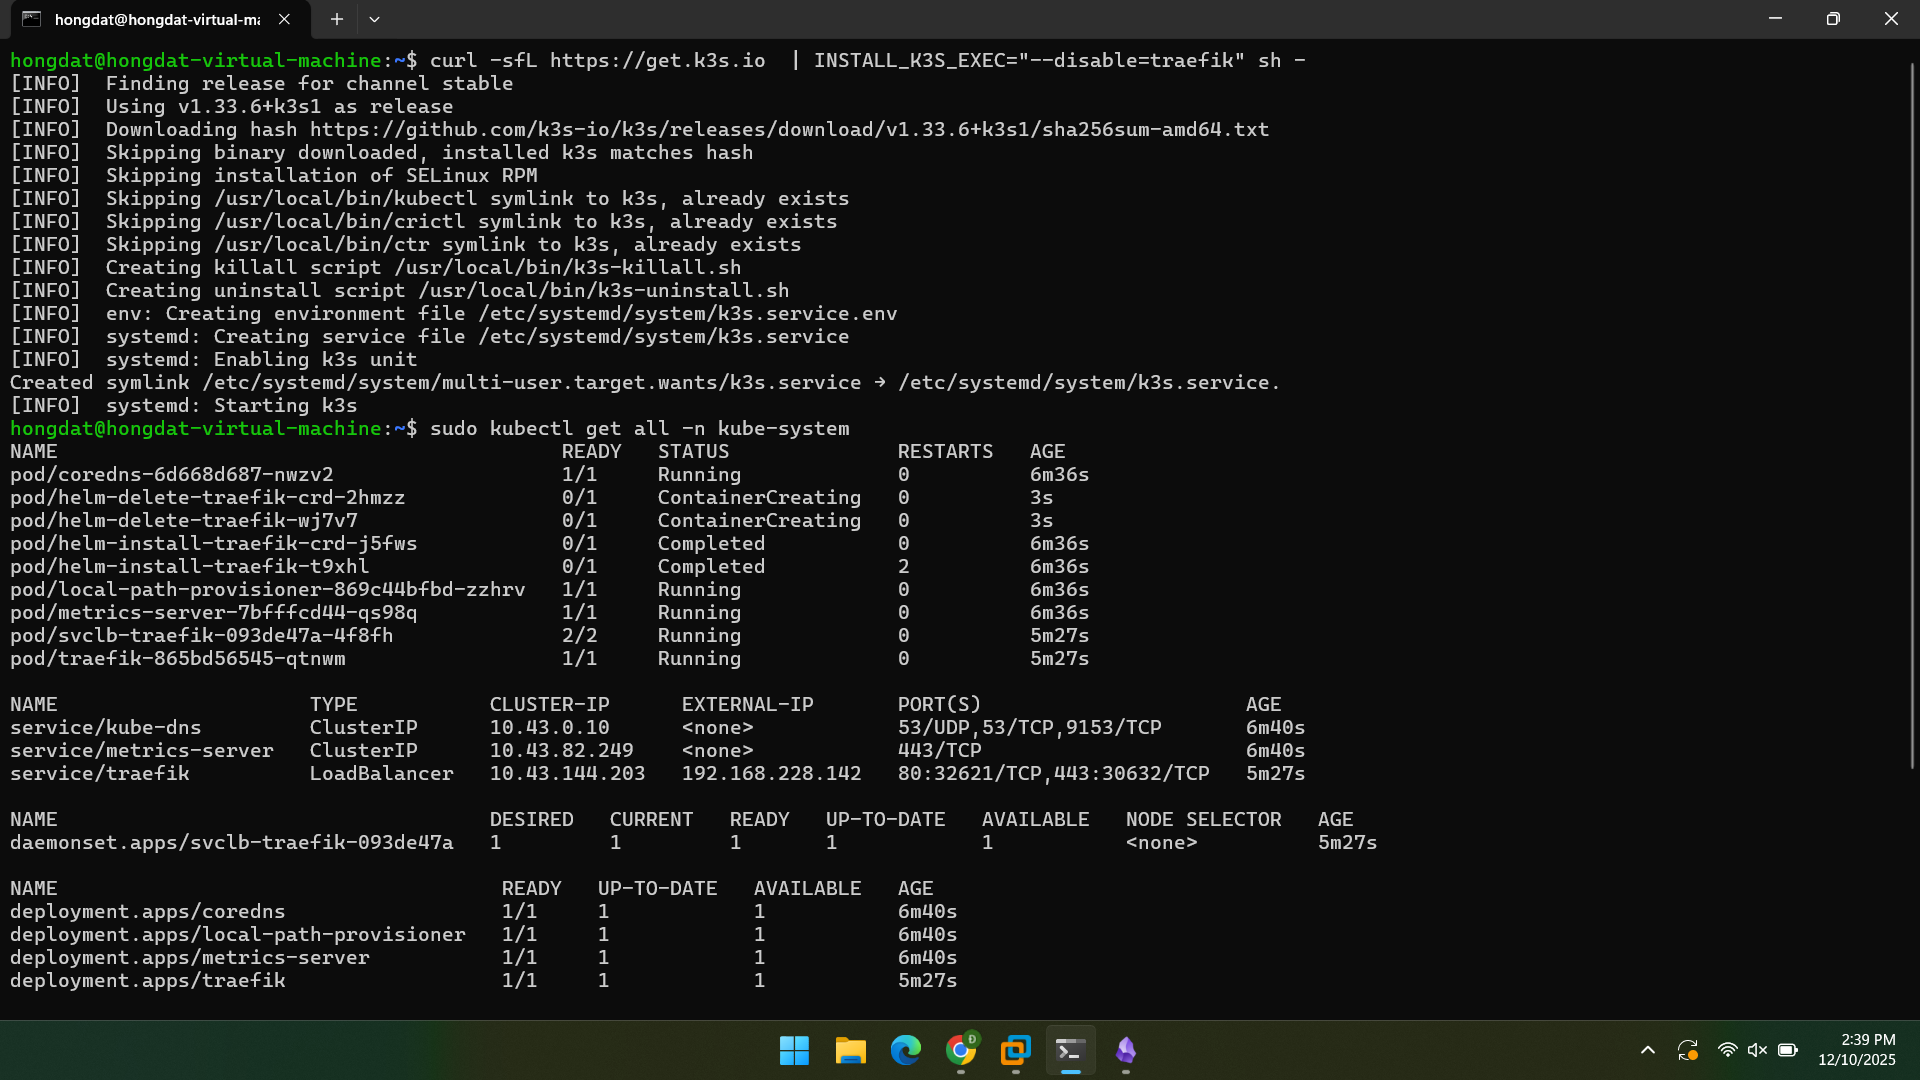 hongdat@hongdat-virtual-ma
hongdat@hongdat-virtual-machine:~$ curl -sfL https://get.k3s.io  | INSTALL_K3S_EXEC="--disable=traefik" sh -
[INFO]  Finding release for channel stable
[INFO]  Using v1.33.6+k3s1 as release
[INFO]  Downloading hash https://github.com/k3s-io/k3s/releases/download/v1.33.6+k3s1/sha256sum-amd64.txt
[INFO]  Skipping binary downloaded, installed k3s matches hash
[INFO]  Skipping installation of SELinux RPM
[INFO]  Skipping /usr/local/bin/kubectl symlink to k3s, already exists
[INFO]  Skipping /usr/local/bin/crictl symlink to k3s, already exists
[INFO]  Skipping /usr/local/bin/ctr symlink to k3s, already exists
[INFO]  Creating killall script /usr/local/bin/k3s-killall.sh
[INFO]  Creating uninstall script /usr/local/bin/k3s-uninstall.sh
[INFO]  env: Creating environment file /etc/systemd/system/k3s.service.env
[INFO]  systemd: Creating service file /etc/systemd/system/k3s.service
[INFO]  systemd: Enabling k3s unit
Created symlink /etc/systemd/system/multi-user.target.wants/k3s.service → /etc/systemd/system/k3s.service.
[INFO]  systemd: Starting k3s
hongdat@hongdat-virtual-machine:~$ sudo kubectl get all -n kube-system
NAME                                          READY   STATUS              RESTARTS   AGE
pod/coredns-6d668d687-nwzv2                   1/1     Running             0          6m36s
pod/helm-delete-traefik-crd-2hmzz             0/1     ContainerCreating   0          3s
pod/helm-delete-traefik-wj7v7                 0/1     ContainerCreating   0          3s
pod/helm-install-traefik-crd-j5fws            0/1     Completed           0          6m36s
pod/helm-install-traefik-t9xhl                0/1     Completed           2          6m36s
pod/local-path-provisioner-869c44bfbd-zzhrv   1/1     Running             0          6m36s
pod/metrics-server-7bfffcd44-qs98q            1/1     Running             0          6m36s
pod/svclb-traefik-093de47a-4f8fh              2/2     Running             0          5m27s
pod/traefik-865bd56545-qtnwm                  1/1     Running             0          5m27s
NAME                     TYPE           CLUSTER-IP      EXTERNAL-IP       PORT(S)                      AGE
service/kube-dns         ClusterIP      10.43.0.10      <none>            53/UDP,53/TCP,9153/TCP       6m40s
service/metrics-server   ClusterIP      10.43.82.249    <none>            443/TCP                      6m40s
service/traefik          LoadBalancer   10.43.144.203   192.168.228.142   80:32621/TCP,443:30632/TCP   5m27s
NAME                                    DESIRED   CURRENT   READY   UP-TO-DATE   AVAILABLE   NODE SELECTOR   AGE
daemonset.apps/svclb-traefik-093de47a   1         1         1       1            1           <none>          5m27s
NAME                                     READY   UP-TO-DATE   AVAILABLE   AGE
deployment.apps/coredns                  1/1     1            1           6m40s
deployment.apps/local-path-provisioner   1/1     1            1           6m40s
deployment.apps/metrics-server           1/1     1            1           6m40s
deployment.apps/traefik                  1/1     1            1           5m27s
Đ
2:39 PM
12/10/2025